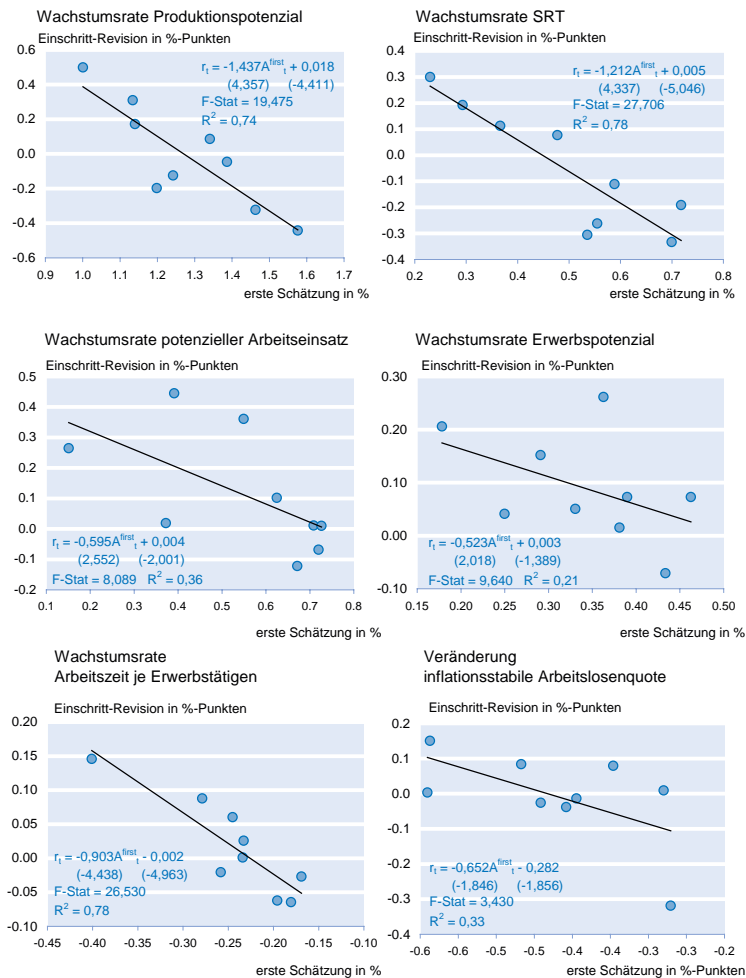 Wachstumsrate Produktionspotenzial
Einschritt-Revision in %-Punkten
0.6
0.4
0.2
0.0
-0.2
-0.4
-0.6
0.9 1.0 1.1 1.2 1.3 1.4 1.5 1.6 1.7
rt = -1,437A^first t + 0,018
(4,357) (-4,411)
F-Stat = 19,475
R² = 0,74
erste Schätzung in %
Wachstumsrate SRT
Einschritt-Revision in %-Punkten
0.4
0.3
0.2
0.1
0.0
-0.1
-0.2
-0.3
-0.4
0.2 0.3 0.4 0.5 0.6 0.7 0.8
rt = -1,212A^first t + 0,005
(4,337) (-5,046)
F-Stat = 27,706
R² = 0,78
erste Schätzung in %
Wachstumsrate potenzieller Arbeitseinsatz
Einschritt-Revision in %-Punkten
0.5
0.4
0.3
0.2
0.1
0.0
-0.1
-0.2
0.1 0.2 0.3 0.4 0.5 0.6 0.7 0.8
rt = -0,595A^first t + 0,004
(2,552) (-2,001)
F-Stat = 8,089 R² = 0,36
erste Schätzung in %
Wachstumsrate Erwerbspotenzial
Einschritt-Revision in %-Punkten
0.30
0.20
0.10
0.00
-0.10
0.15 0.20 0.25 0.30 0.35 0.40 0.45 0.50
rt = -0,523A^first t + 0,003
(2,018) (-1,389)
F-Stat = 9,640 R² = 0,21
erste Schätzung in %
Wachstumsrate
Arbeitszeit je Erwerbstätigen
Einschritt-Revision in %-Punkten
0.20
0.15
0.10
0.05
0.00
-0.05
-0.10
-0.45 -0.40 -0.35 -0.30 -0.25 -0.20 -0.15 -0.10
rt = -0,903A^first t - 0,002
(-4,438) (-4,963)
F-Stat = 26,530
R² = 0,78
erste Schätzung in %
Veränderung
inflationsstabile Arbeitslosenquote
Einschritt-Revision in %-Punkten
0.2
0.1
0.0
-0.1
-0.2
-0.3
-0.4
-0.6 -0.5 -0.5 -0.4 -0.4 -0.3 -0.3 -0.2
rt = -0,652A^first t - 0,282
(-1,846) (-1,856)
F-Stat = 3,430
R² = 0,33
erste Schätzung in %-Punkten